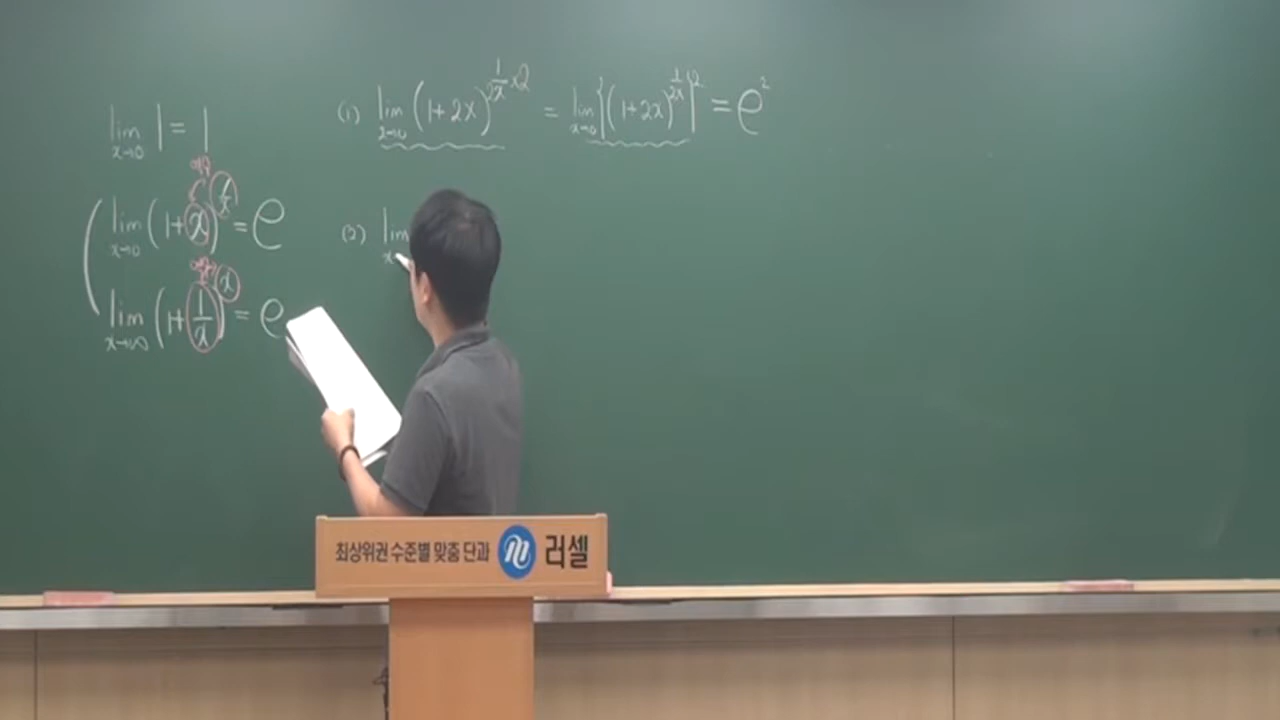 lim x→0 1 = 1
lim x→0 (1+x)^{1/x} = e
lim x→∞ (1+1/x)^x = e
(1) lim x→0 (1+2x)^{1/2x ×2} = lim x→0 {(1+2x)^{1/2x}}^2 = e^2
(2) lim x
최상위권 수준별 맞춤 단과 러셀